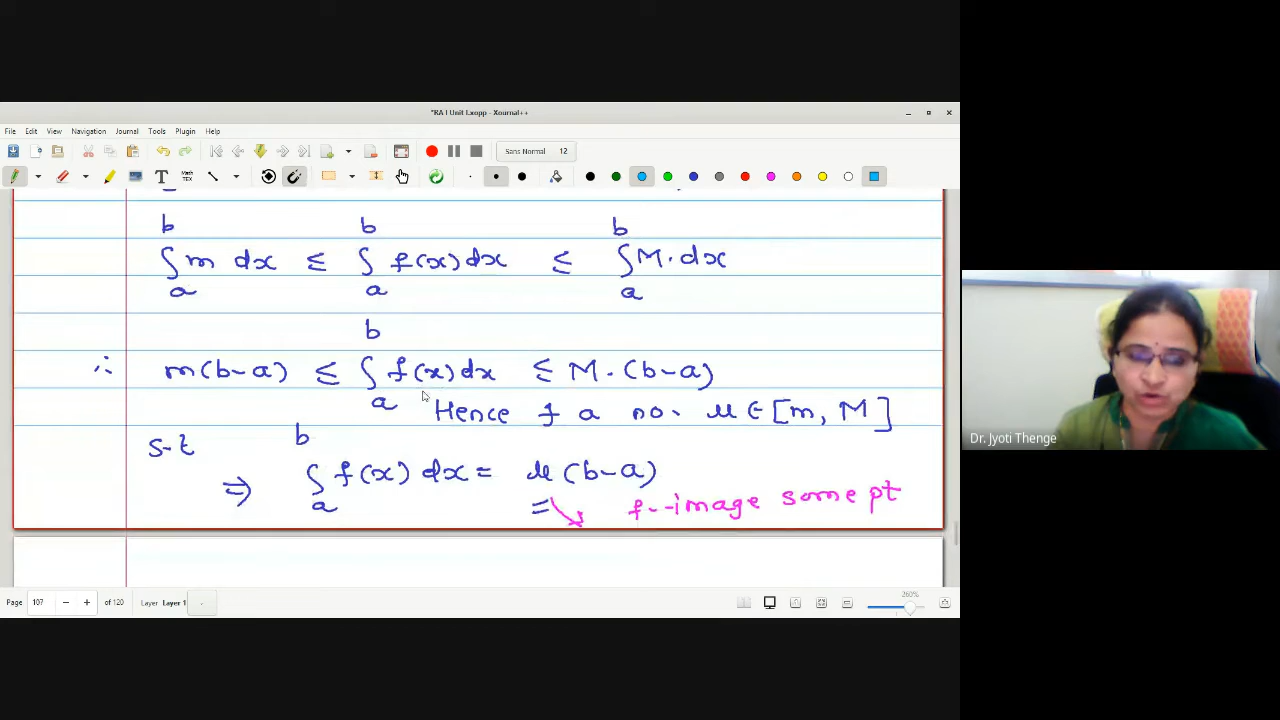 *RA I Unit I.xopp - Xournal++
File Edit View Navigation Journal Tools Plugin Help
Sans Normal 12
b b b
∫ m dx ≤ ∫ f(x) dx ≤ ∫ M. dx
a a a
b
∴ m(b-a) ≤ ∫ f(x) dx ≤ M. (b-a)
a Hence ∃ a no. μ ∈ [m, M]
s-t b
⇒ ∫ f(x) dx = μ (b-a)
a = f-image some pt
Page 107 of 120 Layer Layer 1 260%
Dr. Jyoti Thenge